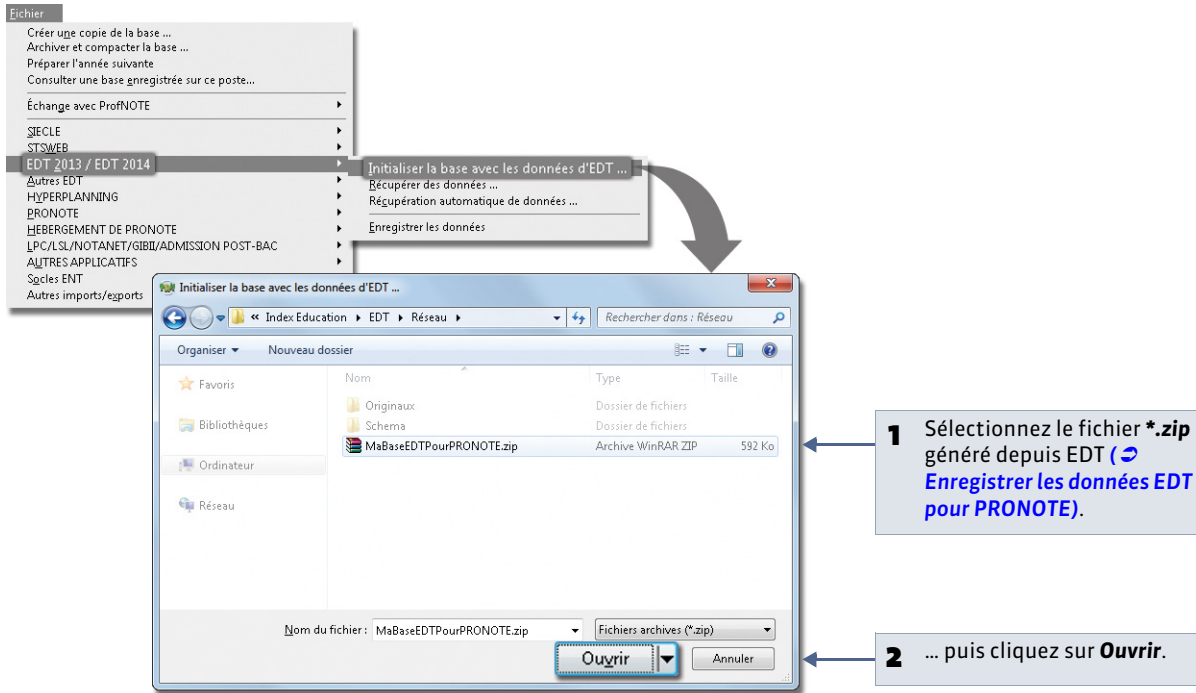 Fichier
Créer une copie de la base ...
Archiver et compacter la base ...
Préparer l'année suivante
Consulter une base enregistrée sur ce poste...
Échange avec ProfNOTE
SIECLE
STSWEB
EDT 2013 / EDT 2014
Autres EDT
HYPERPLANNING
PRONOTE
HEBERGEMENT DE PRONOTE
LPC/LSL/NOTANET/GIBII/ADMISSION POST-BAC
AUTRES APPLICATIFS
Socles ENT
Autres imports/exports
Initialiser la base avec les données d'EDT ...
Récupérer des données ...
Récupération automatique de données ...
Enregistrer les données
Initialiser la base avec les données d'EDT ...
« Index Education EDT Réseau
Rechercher dans : Réseau
Organiser Nouveau dossier
Favoris
Bibliothèques
Ordinateur
Réseau
Nom Type Taille
Originaux Dossier de fichiers
Schema Dossier de fichiers
MaBaseEDTPourPRONOTE.zip Archive WinRAR ZIP 592 Ko
Nom du fichier : MaBaseEDTPourPRONOTE.zip Fichiers archives (*.zip)
Ouvrir Annuler
1 Sélectionnez le fichier *.zip
généré depuis EDT (
Enregistrer les données EDT
pour PRONOTE).
2 ... puis cliquez sur Ouvrir.